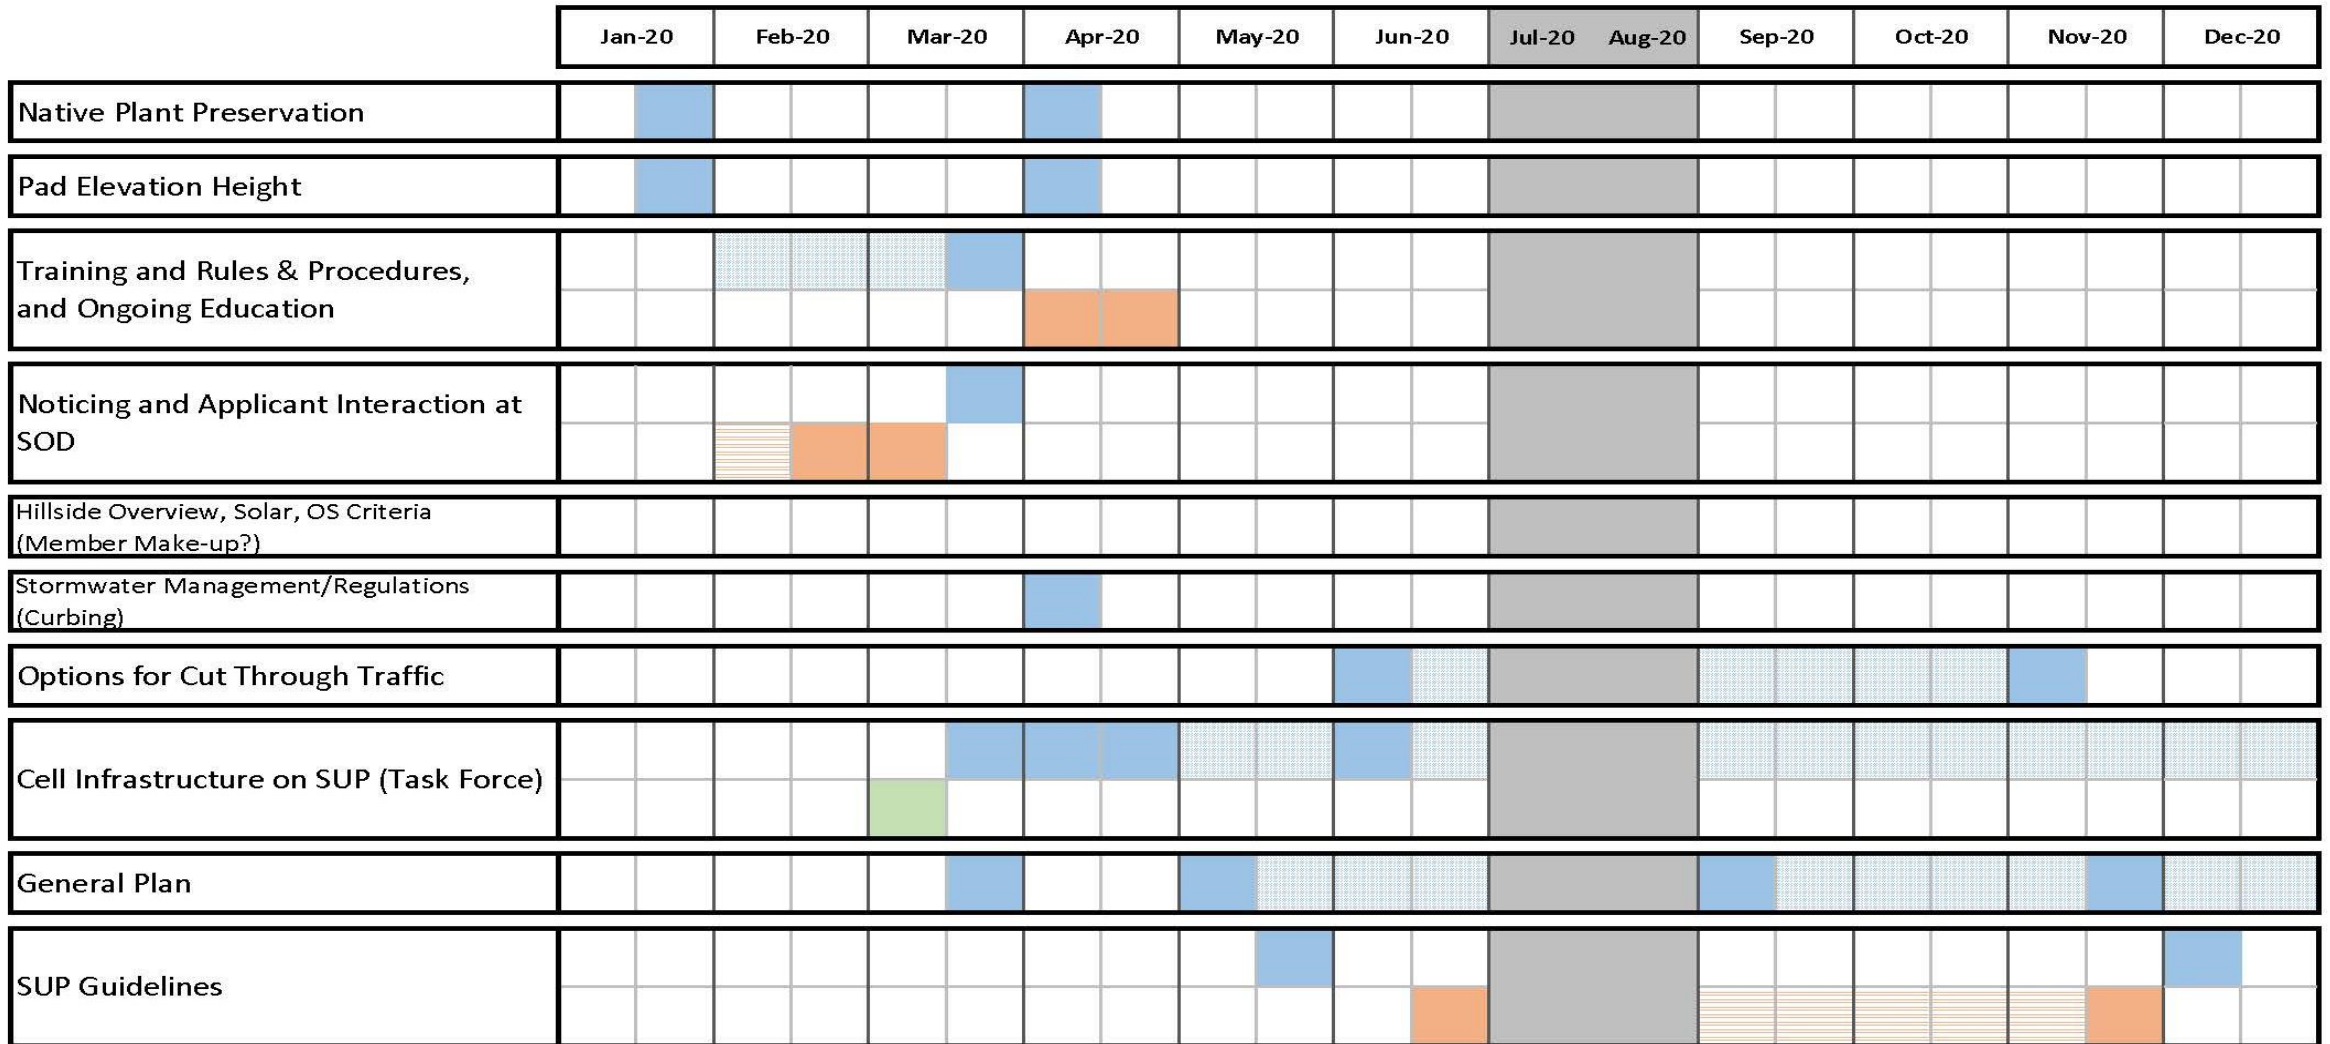 Jan-20 Feb-20 Mar-20 Apr-20 May-20 Jun-20 Jul-20 Aug-20 Sep-20 Oct-20 Nov-20 Dec-20
Native Plant Preservation
Pad Elevation Height
Training and Rules & Procedures,
and Ongoing Education
Noticing and Applicant Interaction at
SOD
Hillside Overview, Solar, OS Criteria
(Member Make-up?)
Stormwater Management/Regulations
(Curbing)
Options for Cut Through Traffic
Cell Infrastructure on SUP (Task Force)
General Plan
SUP Guidelines